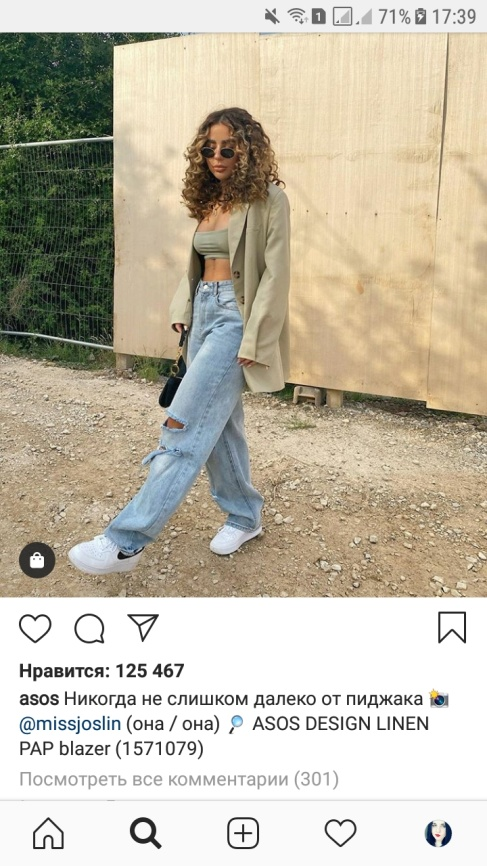 1 71% 17:39
Нравится: 125 467
asos Никогда не слишком далеко от пиджака
@missjoslin (она / она) ASOS DESIGN LINEN
PAP blazer (1571079)
Посмотреть все комментарии (301)